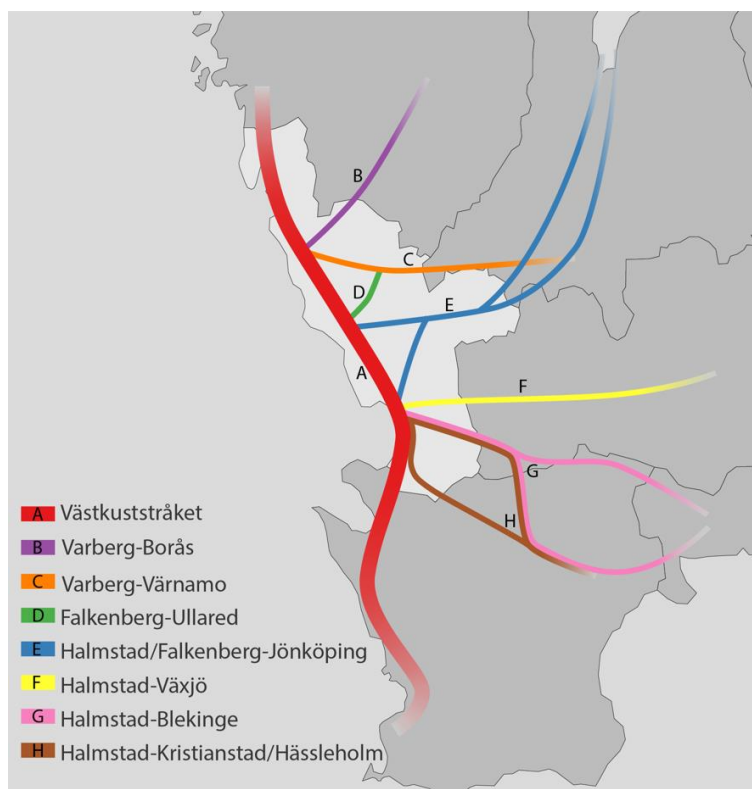 B
C
D
E
A
F
G
H
A Västkuststråket
B Varberg-Borås
C Varberg-Värnamo
D Falkenberg-Ullared
E Halmstad/Falkenberg-Jönköping
F Halmstad-Växjö
G Halmstad-Blekinge
H Halmstad-Kristianstad/Hässleholm